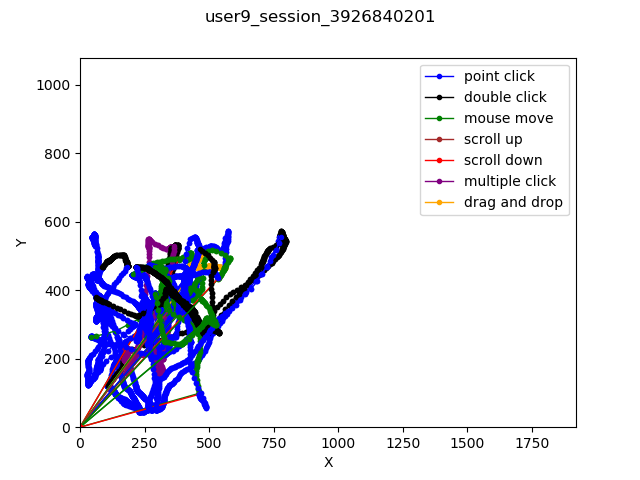 user9_session_3926840201
point click
double click
mouse move
scroll up
scroll down
multiple click
drag and drop
Y
1000
800
600
400
200
0
0 250 500 750 1000 1250 1500 1750
X